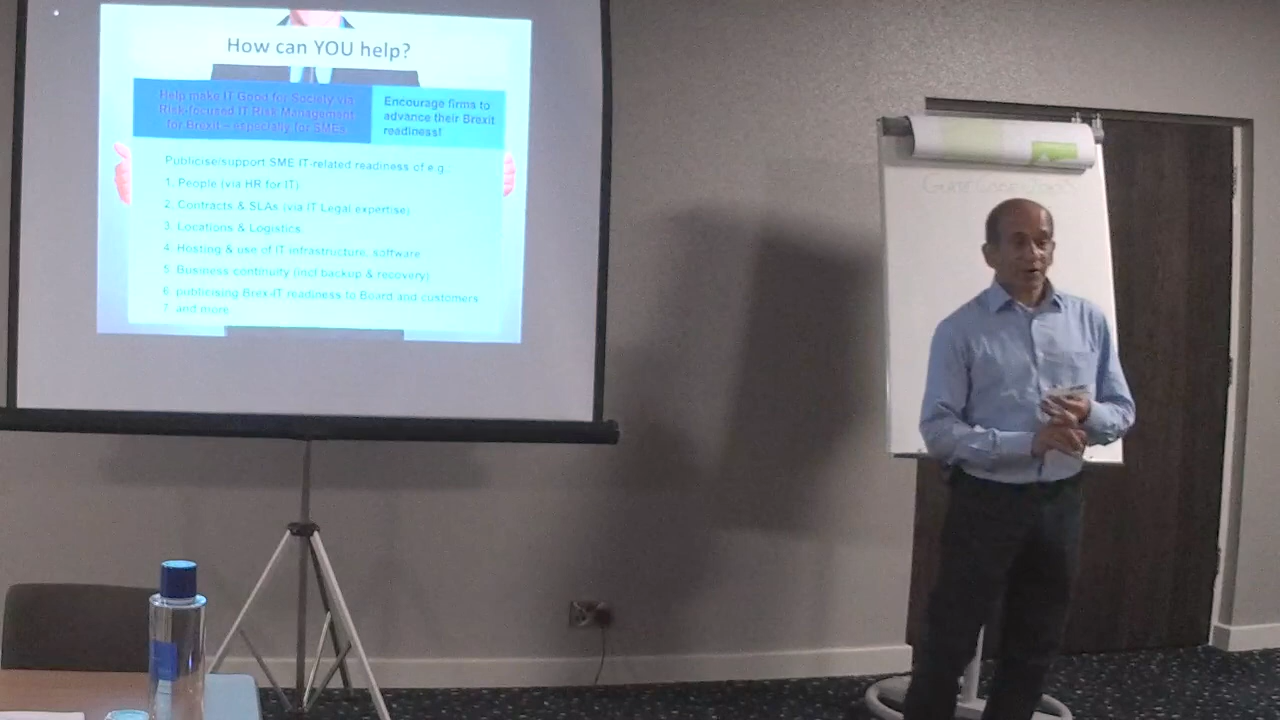 How can YOU help?
Help make IT Good for Society via
Risk-focused IT Risk Management
for Brexit – especially for SMEs
Encourage firms to
advance their Brexit
readiness!
Publicise/support SME IT-related readiness of e.g.:
1. People (via HR for IT)
2. Contracts & SLAs (via IT Legal expertise)
3. Locations & Logistics
4. Hosting & use of IT infrastructure, software
5. Business continuity (incl backup & recovery)
6. publicising Brex-IT readiness to Board and customers
7. and more